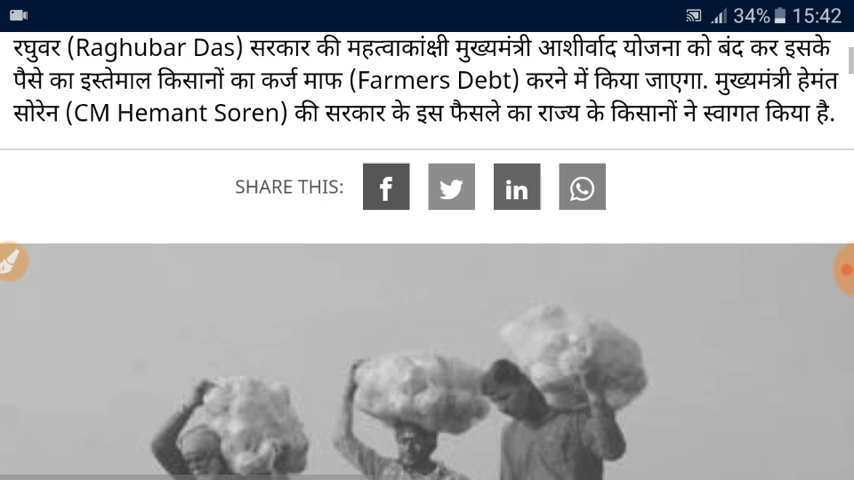 34% 15:42
रघुवर (Raghubar Das) सरकार की महत्वाकांक्षी मुख्यमंत्री आशीर्वाद योजना को बंद कर इसके
पैसे का इस्तेमाल किसानों का कर्ज माफ (Farmers Debt) करने में किया जाएगा. मुख्यमंत्री हेमंत
सोरेन (CM Hemant Soren) की सरकार के इस फैसले का राज्य के किसानों ने स्वागत किया है.
SHARE THIS: